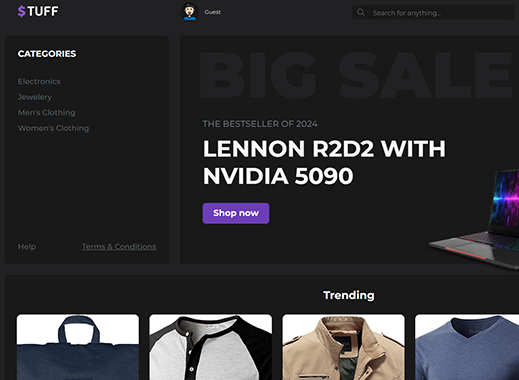 $TUFF
Guest
Search for anything...
CATEGORIES
Electronics
Jewelery
Men's Clothing
Women's Clothing
Help
Terms & Conditions
BIG SALE
THE BESTSELLER OF 2024
LENNON R2D2 WITH
NVIDIA 5090
Shop now
Trending